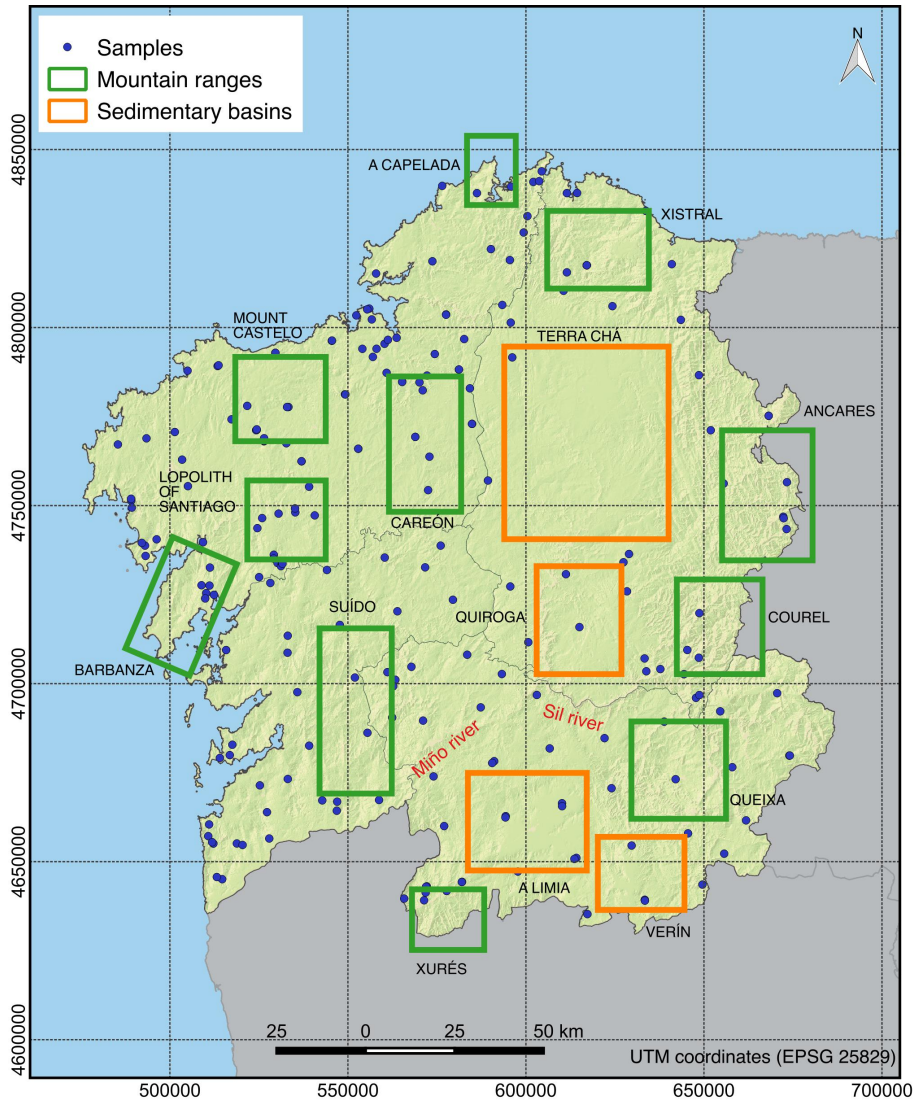 Samples
Mountain ranges
Sedimentary basins
N
A CAPELADA
XISTRAL
MOUNT
CASTELO
TERRA CHÁ
ANCARES
LOPOLITH
OF
SANTIAGO
CAREÓN
SUÍDO
QUIROGA
COUREL
BARBANZA
Sil river
Miño river
QUEIXA
A LIMIA
VERÍN
XURÉS
25
0
25
50 km
UTM coordinates (EPSG 25829)
4850000
4800000
4750000
4700000
4650000
4600000
500000
550000
600000
650000
700000